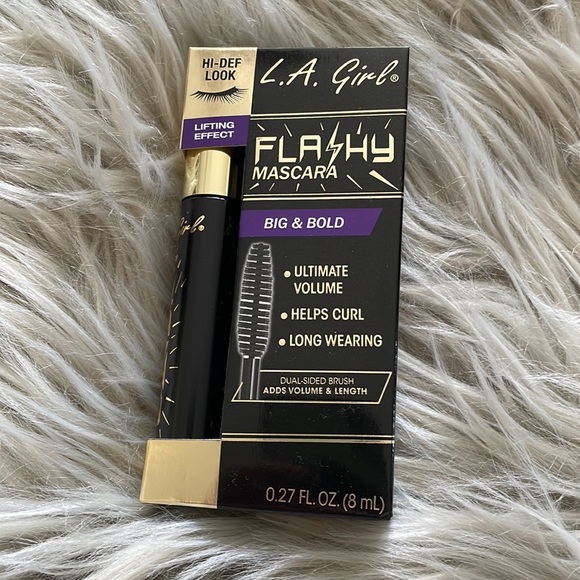 HI-DEF
LOOK
LIFTING
EFFECT
L.A. Girl®
FLASHY
MASCARA
Girl®
BIG & BOLD
• ULTIMATE
VOLUME
• HELPS CURL
• LONG WEARING
DUAL-SIDED BRUSH
ADDS VOLUME & LENGTH
0.27 FL. OZ. (8 mL)